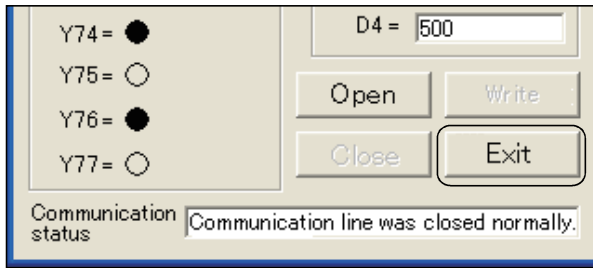 Y74= ●
Y75= ○
Y76= ●
Y77= ○
D4 = 500
Open
Write
Close
Exit
Communication status
Communication line was closed normally.